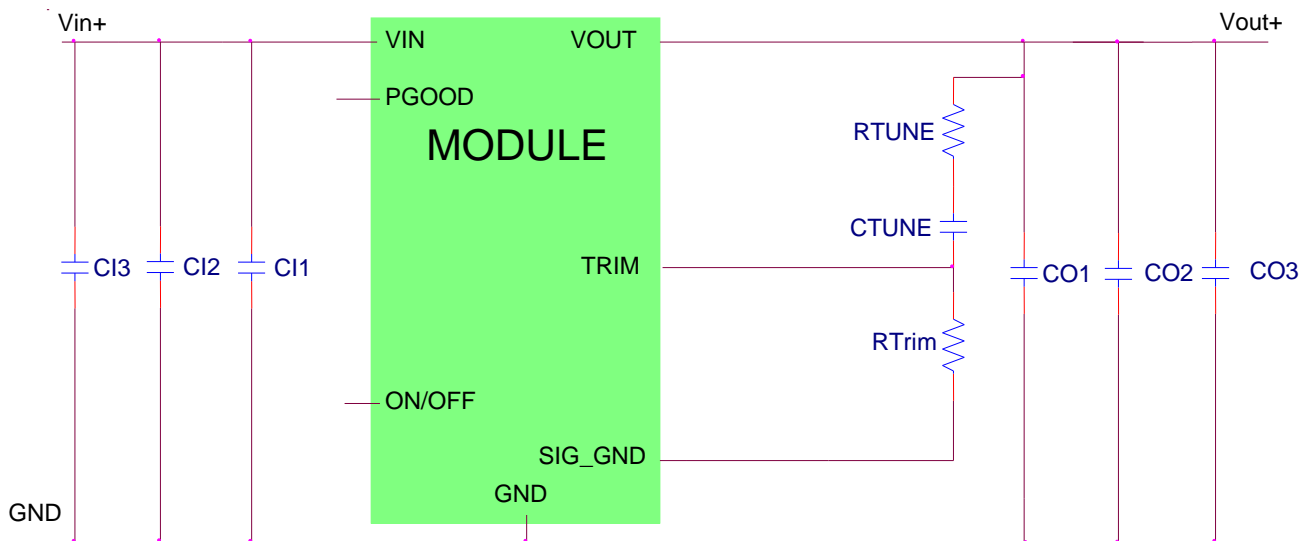 Vin+
Vout+
VIN
VOUT
PGOOD
MODULE
RTUNE
CTUNE
TRIM
CI3
CI2
CI1
CO1
CO2
CO3
RTrim
ON/OFF
SIG_GND
GND
GND